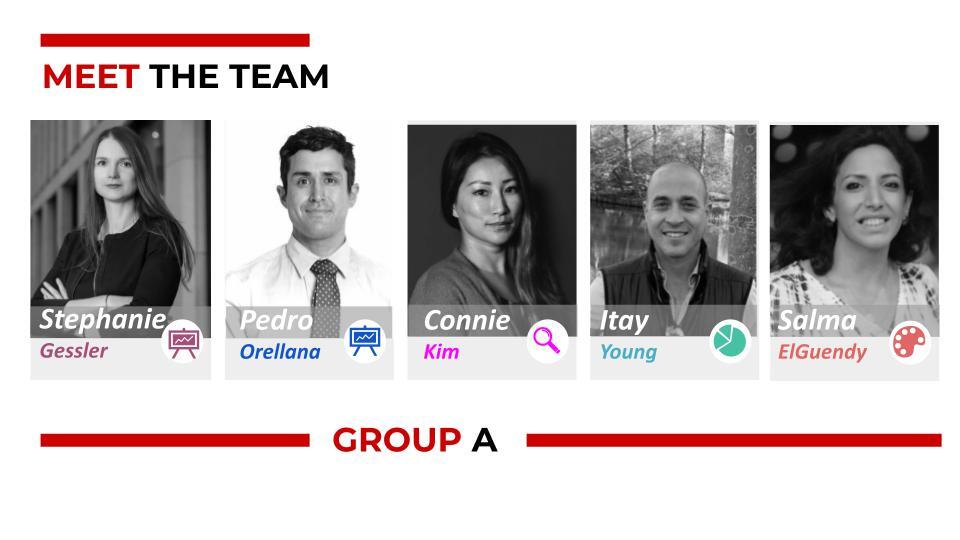 MEET THE TEAM
Stephanie
Gessler
Pedro
Orellana
Connie
Kim
Itay
Young
Salma
ElGuendy
GROUP A